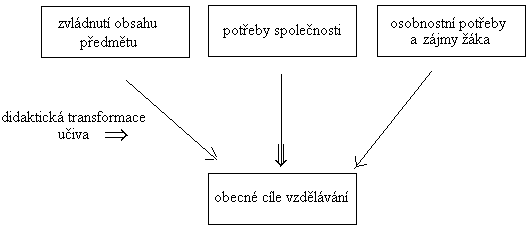 zvládnutí obsahu
předmětu
potřeby společnosti
osobnostní potřeby
a zájmy žáka
didaktická transformace
učiva
obecné cíle vzdělávání